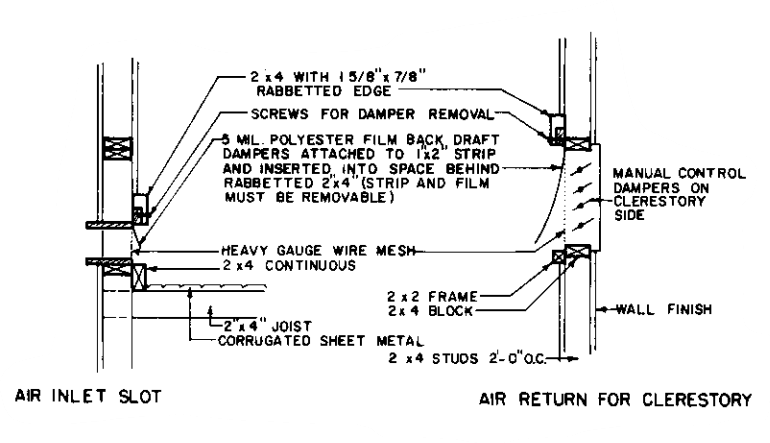 2 x 4 WITH 1 5/8" x 7/8"
RABBETTED EDGE
SCREWS FOR DAMPER REMOVAL
5 MIL. POLYESTER FILM BACK DRAFT
DAMPERS ATTACHED TO 1"x2" STRIP
AND INSERTED INTO SPACE BEHIND
RABBETTED 2"x4" (STRIP AND FILM
MUST BE REMOVABLE)
MANUAL CONTROL
DAMPERS ON
CLERESTORY
SIDE
HEAVY GAUGE WIRE MESH
2 x 4 CONTINUOUS
2 x 2 FRAME
2 x 4 BLOCK
WALL FINISH
2"x 4" JOIST
CORRUGATED SHEET METAL
2 x 4 STUDS 2'-0" O.C.
AIR INLET SLOT
AIR RETURN FOR CLERESTORY